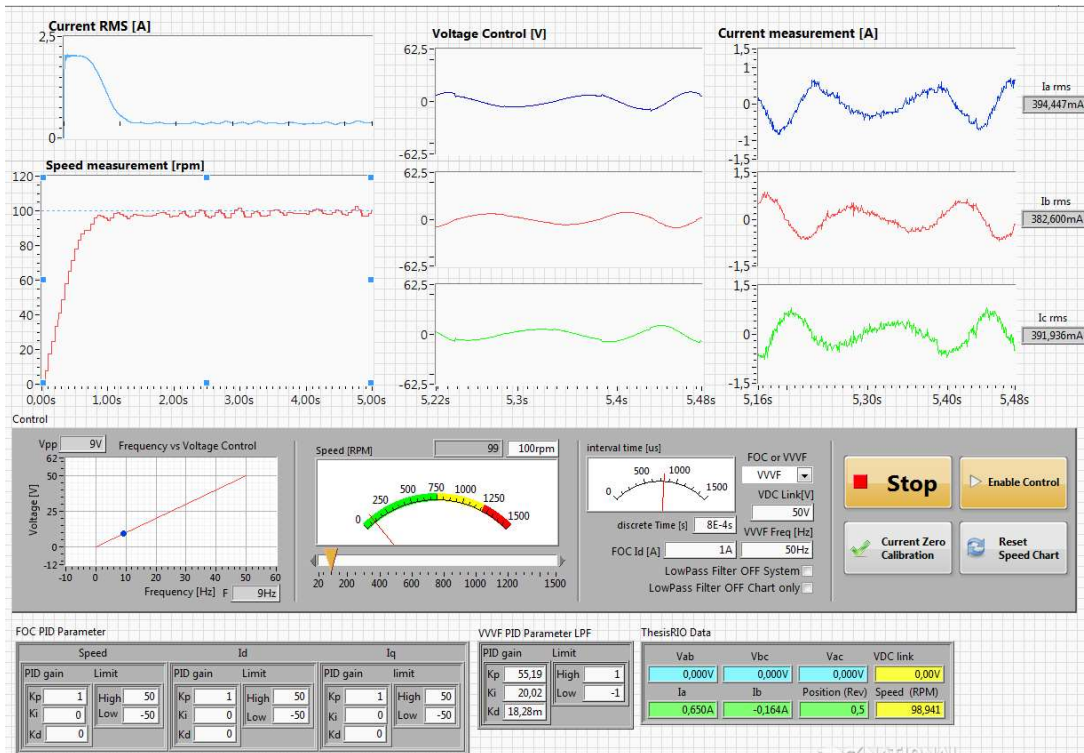 Current RMS [A]
2,5
0
Speed measurement [rpm]
120
100
80
60
40
20
0
0,00s 1,00s 2,00s 3,00s 4,00s 5,00s
Voltage Control [V]
62,5
0
-62,5
62,5
0
-62,5
62,5
0
-62,5
5,22s 5,3s 5,4s 5,48s
Current measurement [A]
1,5
1
0
-1
-1,5
Ia rms
394,447mA
1,5
0
-1,5
Ib rms
382,600mA
1,5
0
-1,5
Ic rms
391,936mA
5,16s 5,30s 5,40s 5,48s
Control
Vpp 9V Frequency vs Voltage Control
62
50
25
0
-12
Voltage [V]
-10 0 10 20 30 40 50 60
Frequency [Hz] F 9Hz
Speed [RPM] 99 100rpm
0 250 500 750 1000 1250 1500
20 200 400 600 800 1000 1200 1500
interval time [us]
0 500 1000 1500
discrete Time [s] 8E-4s
FOC Id [A] 1A
FOC or VVVF
VVVF
VDC Link[V]
50V
VVVF Freq [Hz]
50Hz
LowPass Filter OFF System
LowPass Filter OFF Chart only
Stop
Enable Control
Current Zero
Calibration
Reset
Speed Chart
FOC PID Parameter
Speed Id Iq
PID gain Limit PID gain Limit PID gain limit
Kp 1 High 50 Kp 1 High 50 Kp 1 High 50
Ki 0 Low -50 Ki 0 Low -50 Ki 0 Low -50
Kd 0 Kd 0 Kd 0
VVVF PID Parameter LPF
PID gain Limit
Kp 55,19 High 1
Ki 20,02 Low -1
Kd 18,28m
ThesisRIO Data
Vab Vbc Vac VDC link
0,000V 0,000V 0,000V 0,00V
Ia Ib Position (Rev) Speed (RPM)
0,650A -0,164A 0,5 98,941